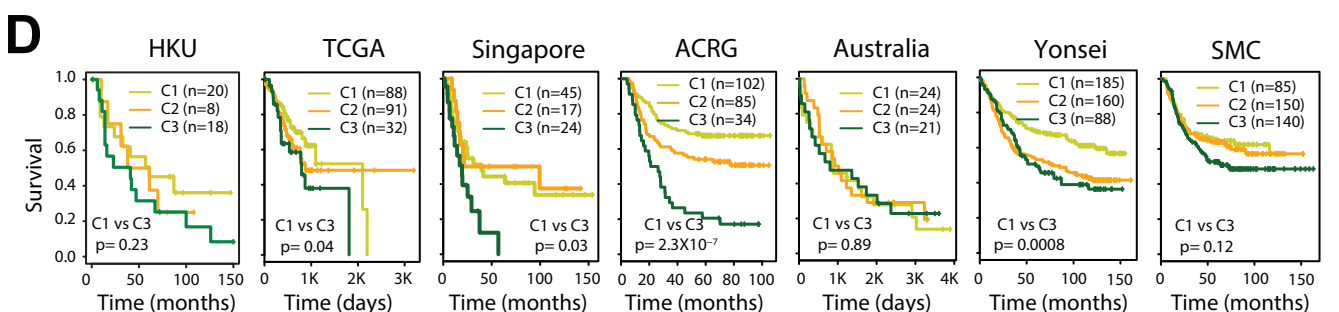 D
HKU
TCGA
Singapore
ACRG
Australia
Yonsei
SMC
Survival
1.0
0.8
0.6
0.4
0.2
0.0
C1 (n=20)
C2 (n=8)
C3 (n=18)
C1 vs C3
p= 0.23
0 50 100 150
Time (months)
C1 (n=88)
C2 (n=91)
C3 (n=32)
C1 vs C3
p= 0.04
0 1K 2K 3K
Time (days)
C1 (n=45)
C2 (n=17)
C3 (n=24)
C1 vs C3
p= 0.03
0 50 100 150
Time (months)
C1 (n=102)
C2 (n=85)
C3 (n=34)
C1 vs C3
p= 2.3X10⁻⁷
0 20 40 60 80 100
Time (months)
C1 (n=24)
C2 (n=24)
C3 (n=21)
C1 vs C3
p= 0.89
0 1K 2K 3K 4K
Time (days)
C1 (n=185)
C2 (n=160)
C3 (n=88)
C1 vs C3
p= 0.0008
0 50 100 150
Time (months)
C1 (n=85)
C2 (n=150)
C3 (n=140)
C1 vs C3
p= 0.12
0 50 100 150
Time (months)